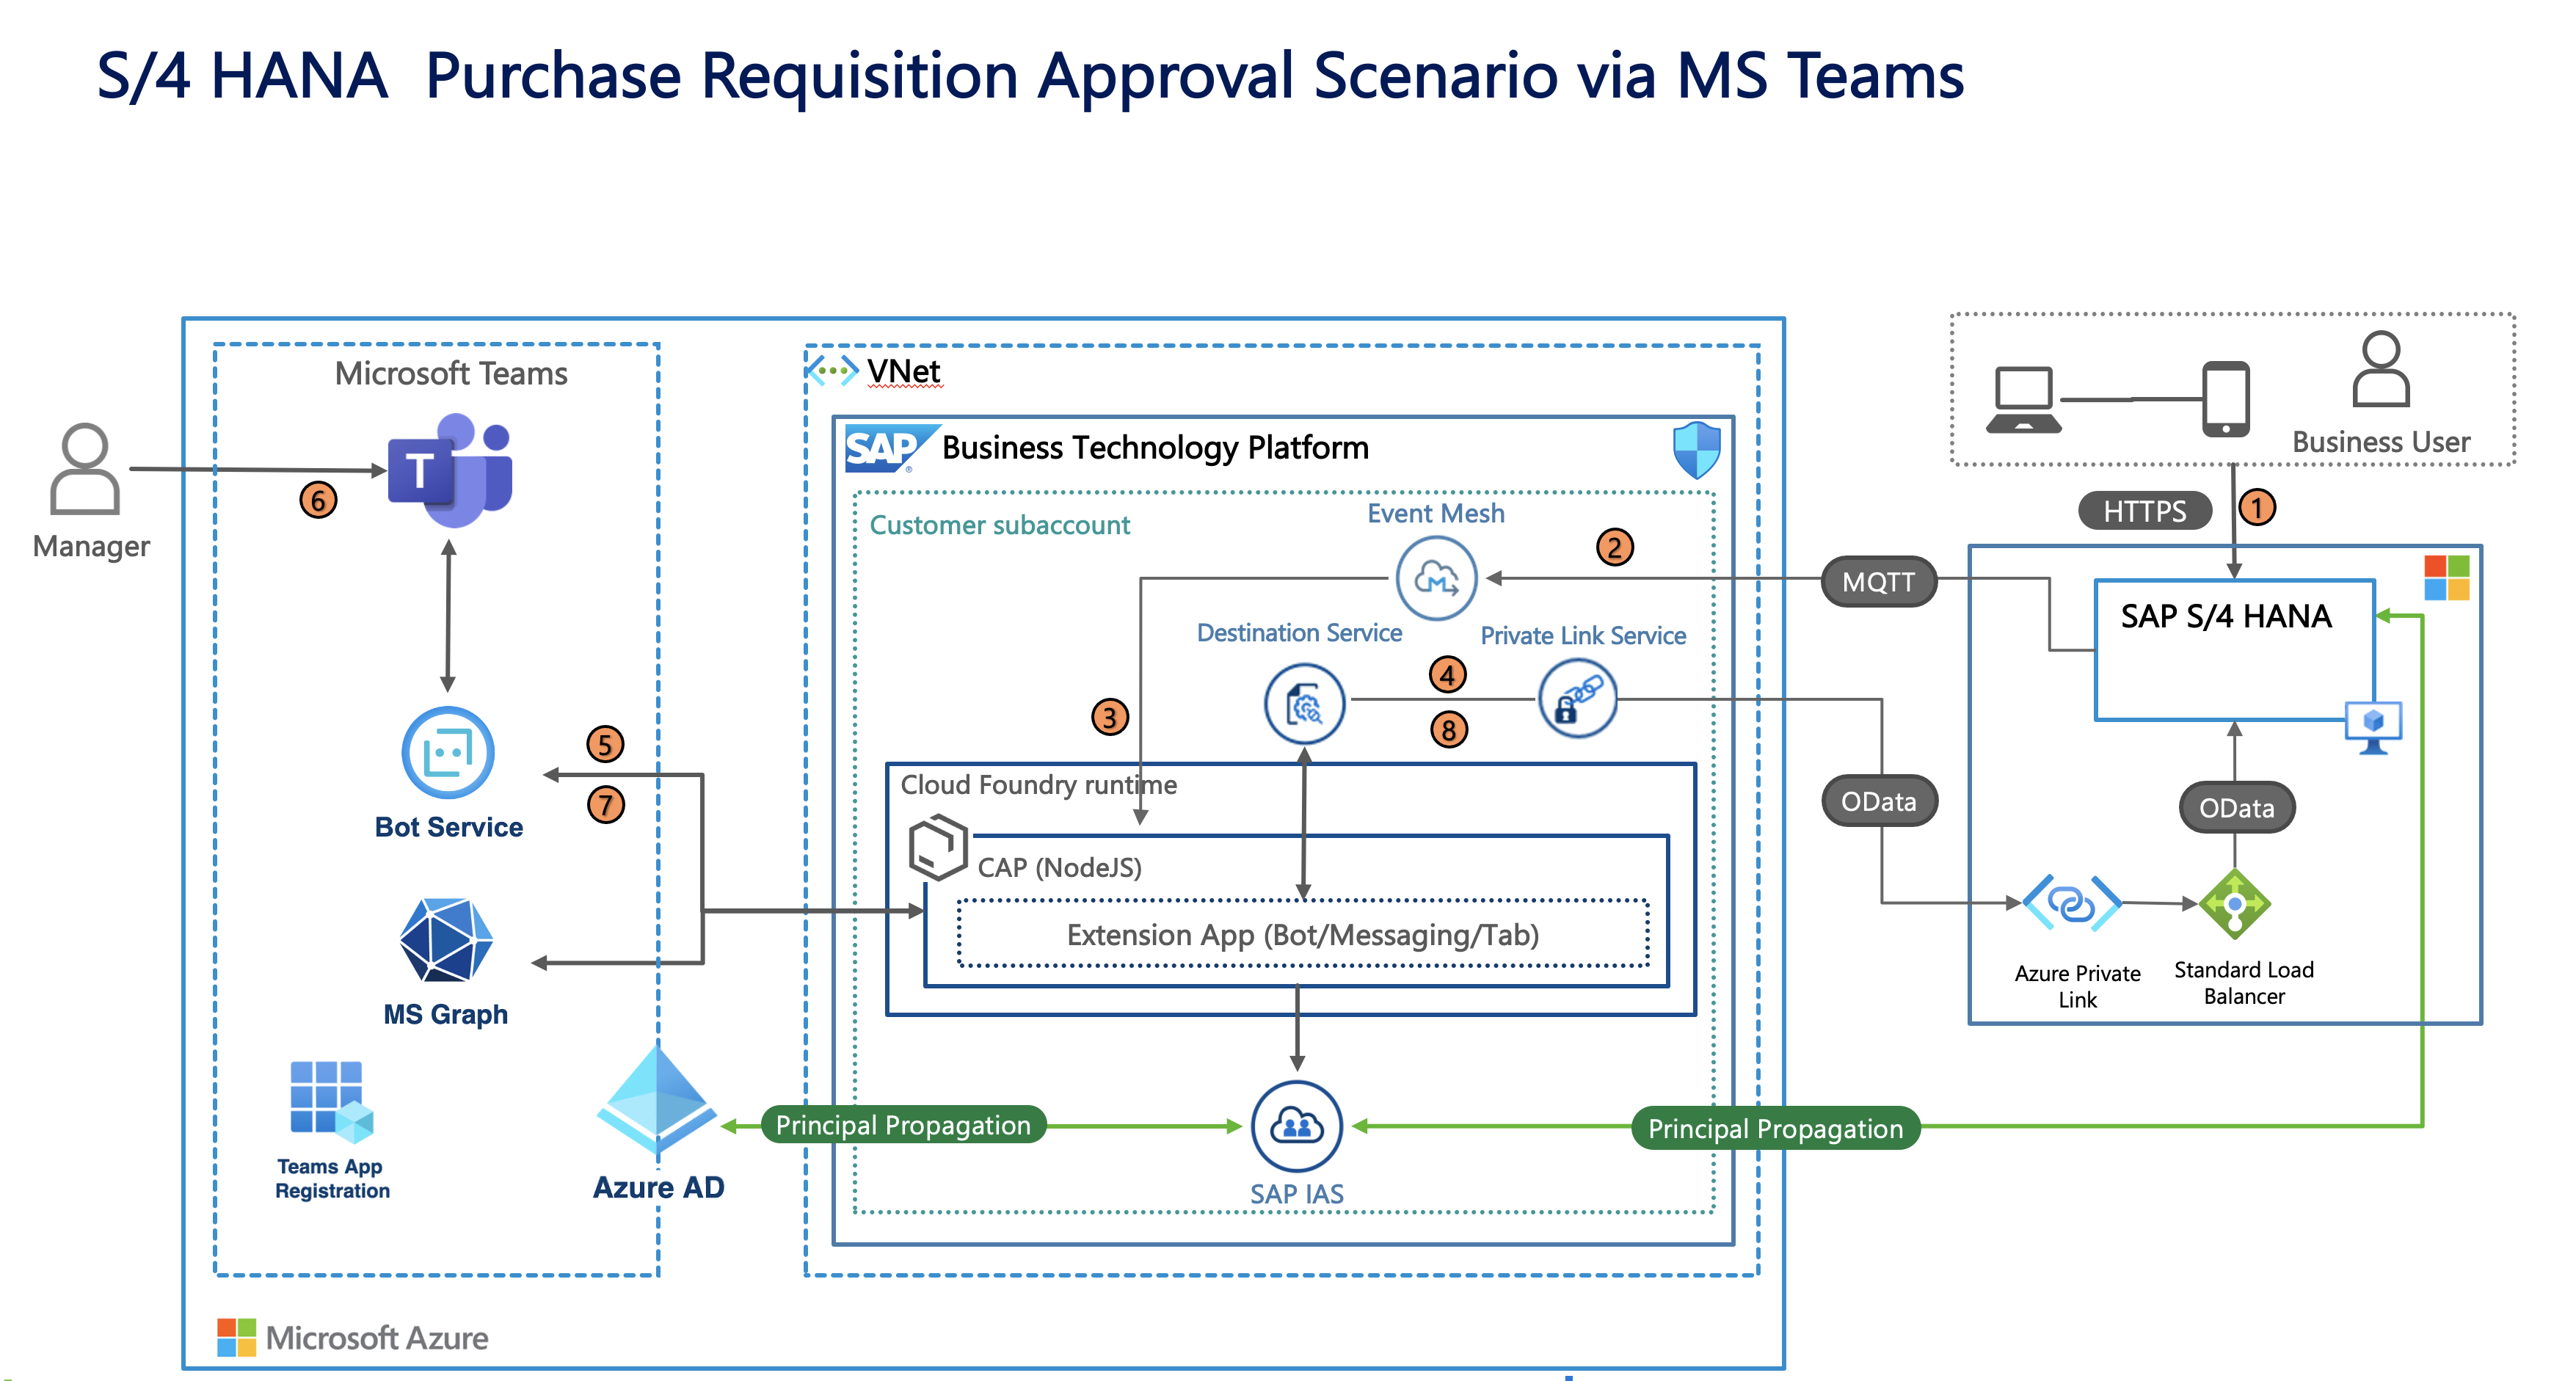 S/4 HANA  Purchase Requisition Approval Scenario via MS Teams
Microsoft Teams
T
Manager
6
Bot Service
5
7
MS Graph
Teams App
Registration
Azure AD
Microsoft Azure
VNet
SAP
®
Business Technology Platform
Customer subaccount
Event Mesh
M
2
Destination Service
Private Link Service
4
8
3
Cloud Foundry runtime
CAP (NodeJS)
Extension App (Bot/Messaging/Tab)
Principal Propagation
SAP IAS
Principal Propagation
Business User
HTTPS
1
MQTT
SAP S/4 HANA
OData
OData
Azure Private
Link
Standard Load
Balancer